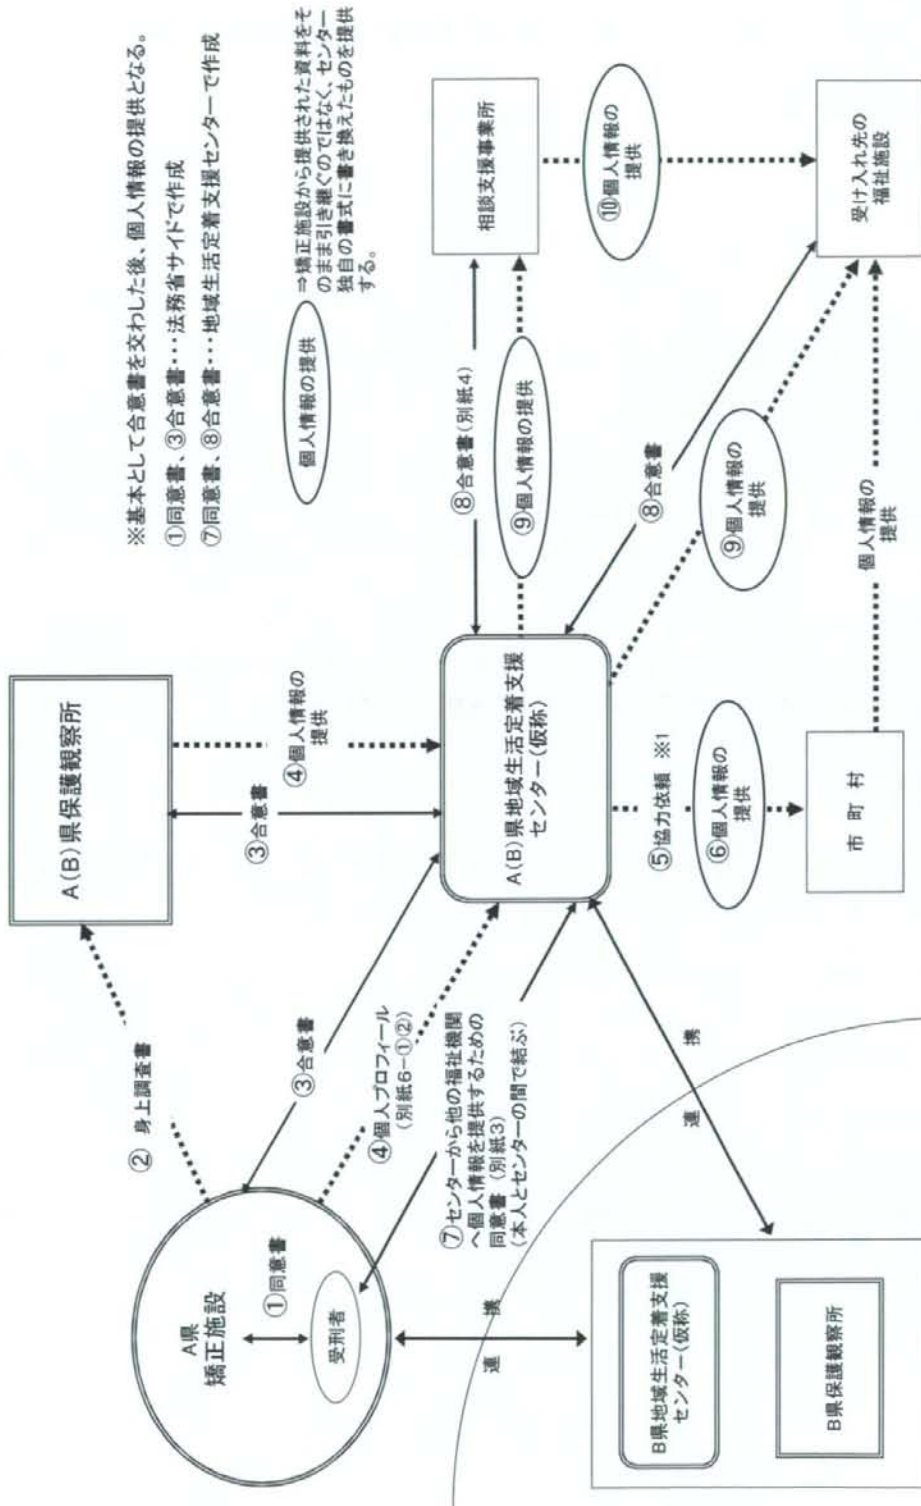 ※基本として合意書を交わした後、個人情報の提供となる。
①同意書、③合意書・・・法務省サイドで作成
⑦同意書、⑧合意書・・・地域生活定着支援センターで作成
個人情報の提供
⇒矯正施設から提供された資料をそ
のまま引き継ぐのではなく、センター
独自の書式に書き換えたものを提供
する。
A(B)県保護観察所
② 身上調査書
③合意書
④個人情報の
提供
A県
矯正施設
①同意書
受刑者
③合意書
④個人プロフィール
(別紙6-①②)
⑦センターから他の福祉機関
へ個人情報を提供するための
同意書 (別紙3)
(本人とセンターの間で結ぶ)
A(B)県地域生活定着支援
センター(仮称)
⑧合意書(別紙4)
⑨個人情報の提供
相談支援事業所
⑩個人情報の
提供
⑧合意書
⑨個人情報の
提供
受け入れ先の
福祉施設
⑤協力依頼 ※1
⑥個人情報の
提供
市町村
個人情報の
提供
連 携
連 携
B県地域生活定着支援
センター(仮称)
B県保護観察所